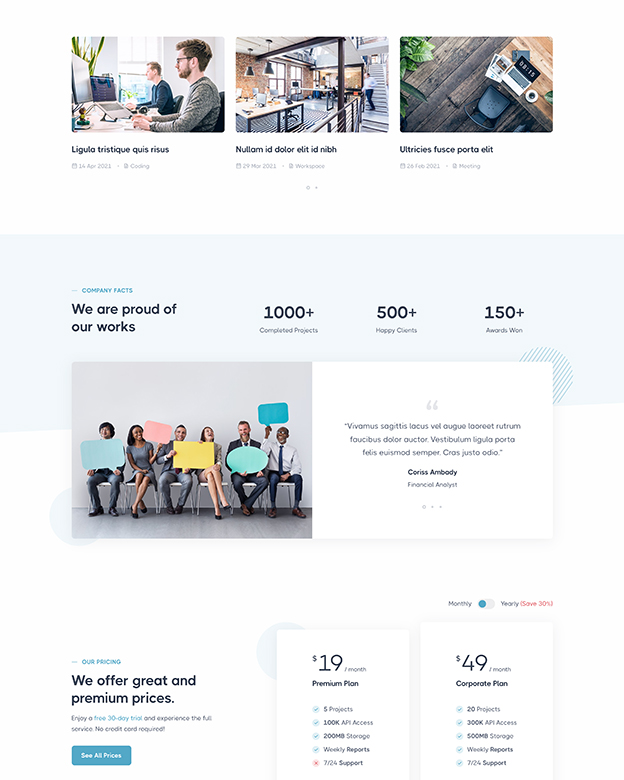 Ligula tristique quis risus
14 Apr 2021 • Coding
Nullam id dolor elit id nibh
29 Mar 2021 • Workspace
Ultricies fusce porta elit
26 Feb 2021 • Meeting
— COMPANY FACTS
We are proud of
our works
1000+
Completed Projects
500+
Happy Clients
150+
Awards Won
“Vivamus sagittis lacus vel augue laoreet rutrum
faucibus dolor auctor. Vestibulum ligula porta
felis euismod semper. Cras justo odio.”
Coriss Ambady
Financial Analyst
Monthly
Yearly (Save 30%)
— OUR PRICING
We offer great and
premium prices.
Enjoy a free 30-day trial and experience the full
service. No credit card required!
See All Prices
$19 / month
Premium Plan
5 Projects
100K API Access
200MB Storage
Weekly Reports
7/24 Support
$49 / month
Corporate Plan
20 Projects
300K API Access
500MB Storage
Weekly Reports
7/24 Support